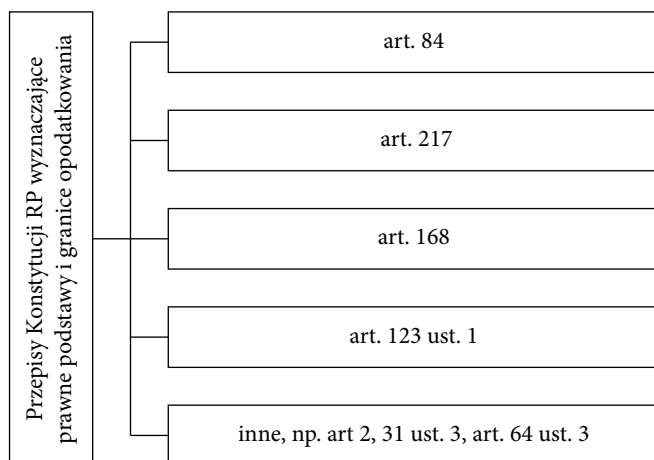 Przepisy Konstytucji RP wyznaczające
prawne podstawy i granice opodatkowania
art. 84
art. 217
art. 168
art. 123 ust. 1
inne, np. art 2, 31 ust. 3, art. 64 ust. 3